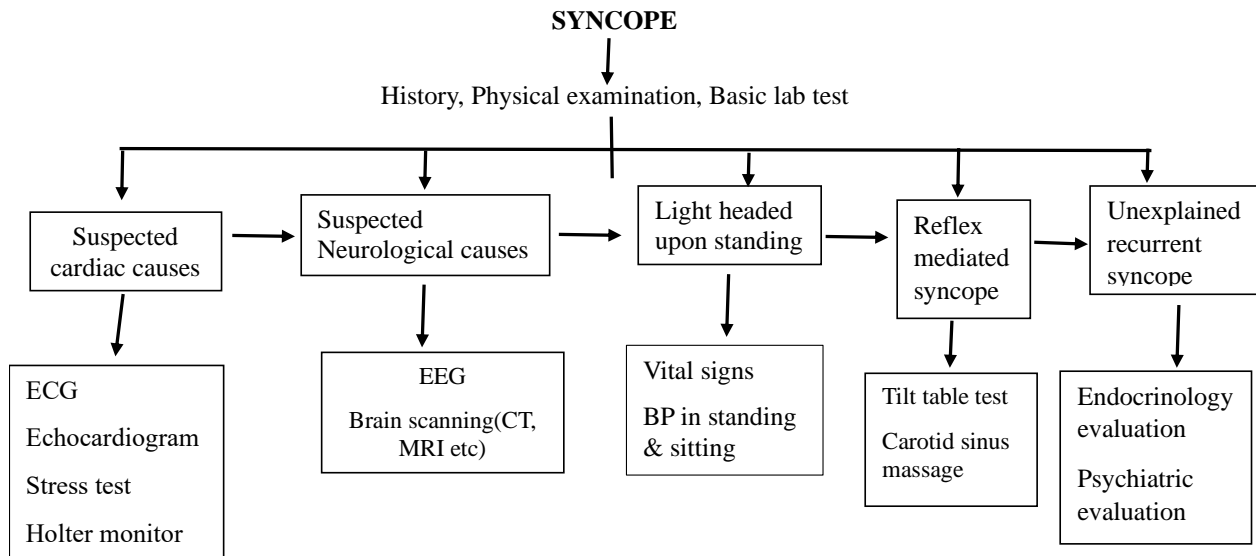 SYNCOPE
History, Physical examination, Basic lab test
Suspected
cardiac causes
Suspected
Neurological causes
Light headed
upon standing
Reflex
mediated
syncope
Unexplained
recurrent
syncope
ECG
Echocardiogram
Stress test
Holter monitor
EEG
Brain scanning(CT,
MRI etc)
Vital signs
BP in standing
& sitting
Tilt table test
Carotid sinus
massage
Endocrinology
evaluation
Psychiatric
evaluation